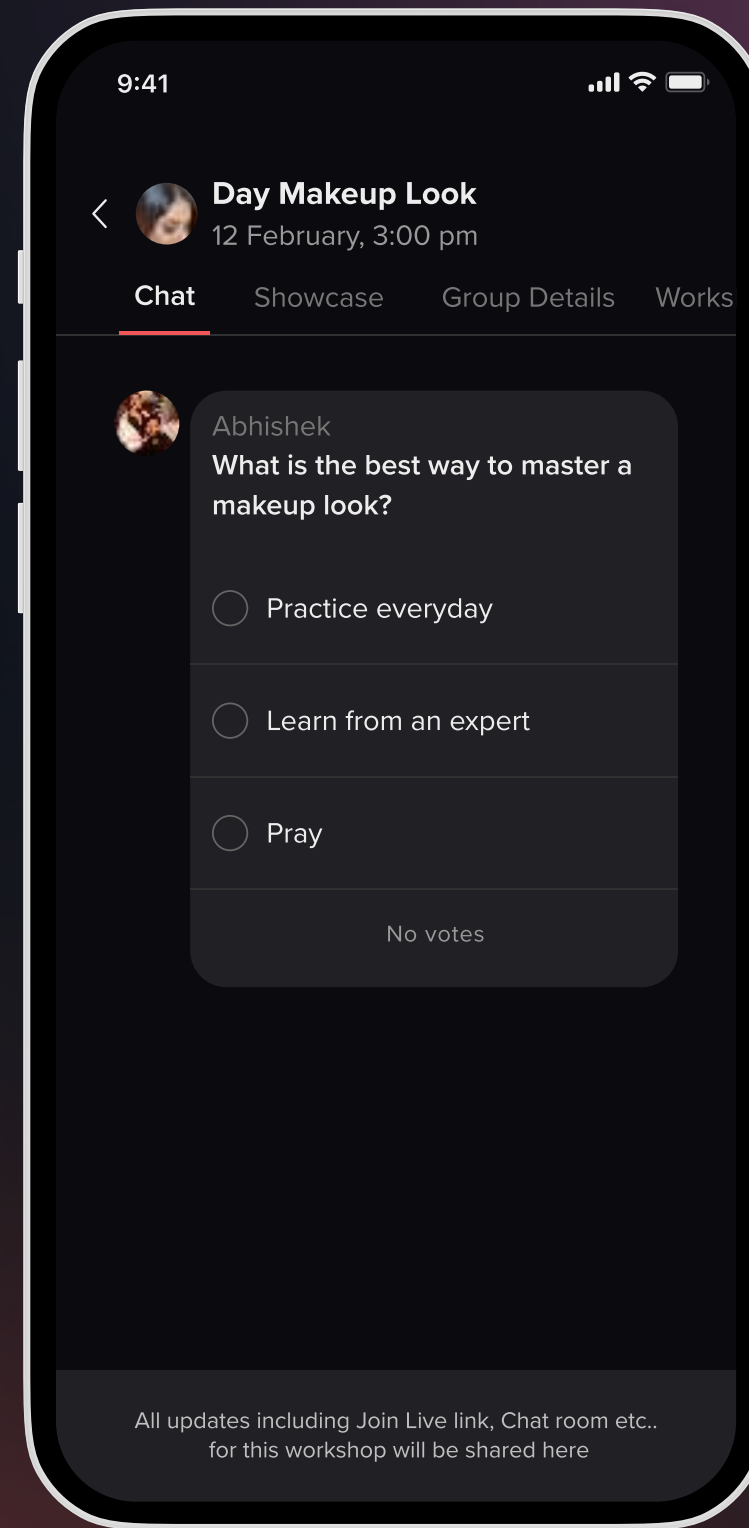 9:41
Day Makeup Look
12 February, 3:00 pm
Chat Showcase Group Details Works
Abhishek
What is the best way to master a
makeup look?
Practice everyday
Learn from an expert
Pray
No votes
All updates including Join Live link, Chat room etc..
for this workshop will be shared here